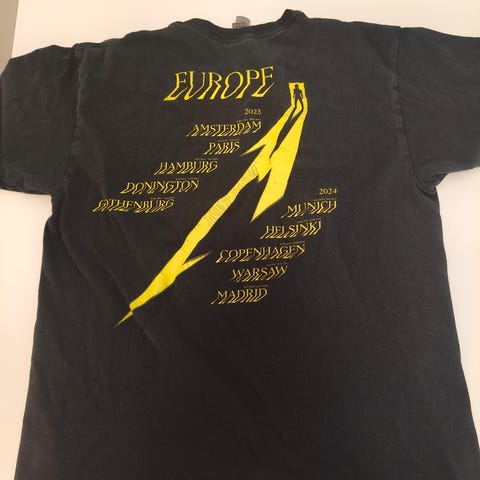 EUROPE
2023
AMSTERDAM
PARIS
HAMBURG
DONINGTON
GOTHENBURG
2024
MUNICH
HELSINKI
COPENHAGEN
WARSAW
MADRID